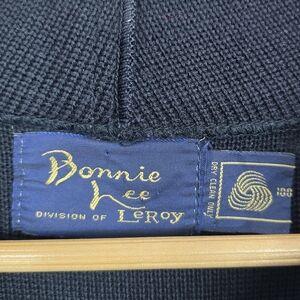 Bonnie
Lee
DIVISION OF LeRoy
DRY CLEAN ONLY
100